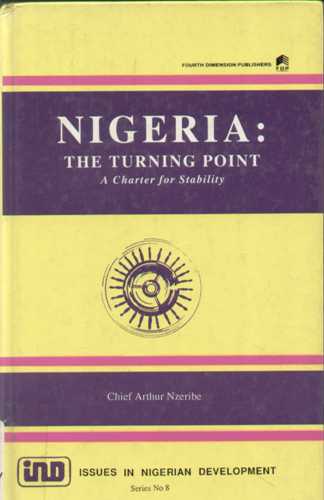 FOURTH DIMENSION PUBLISHERS
FDP
NIGERIA:
THE TURNING POINT
A Charter for Stability
Chief Arthur Nzeribe
IND
ISSUES IN NIGERIAN DEVELOPMENT
Series No 8